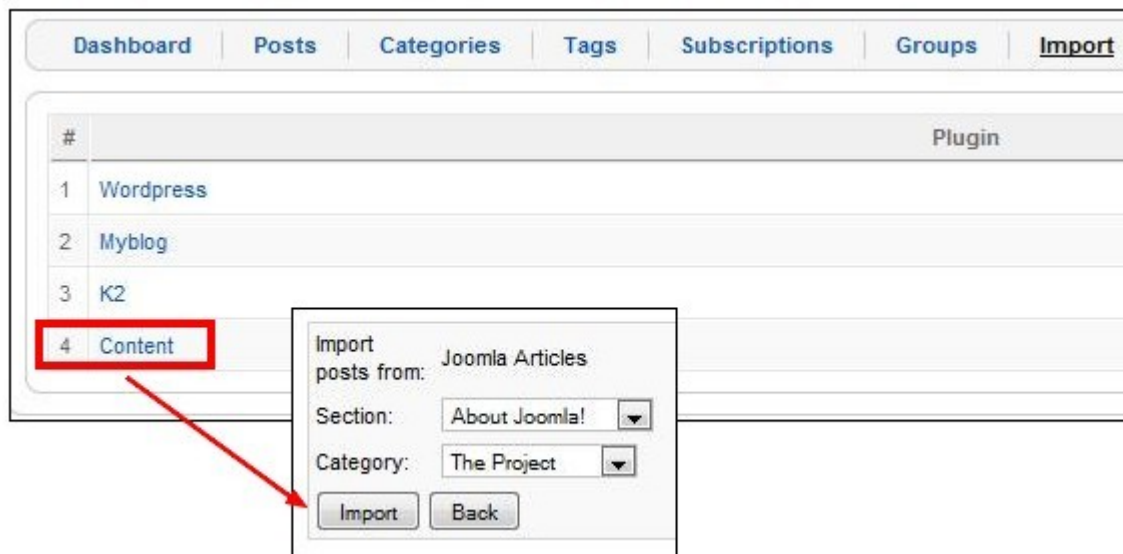 Dashboard Posts Categories Tags Subscriptions Groups Import
# Plugin
1 Wordpress
2 Myblog
3 K2
4 Content
Import
posts from: Joomla Articles
Section: About Joomla!
Category: The Project
Import Back